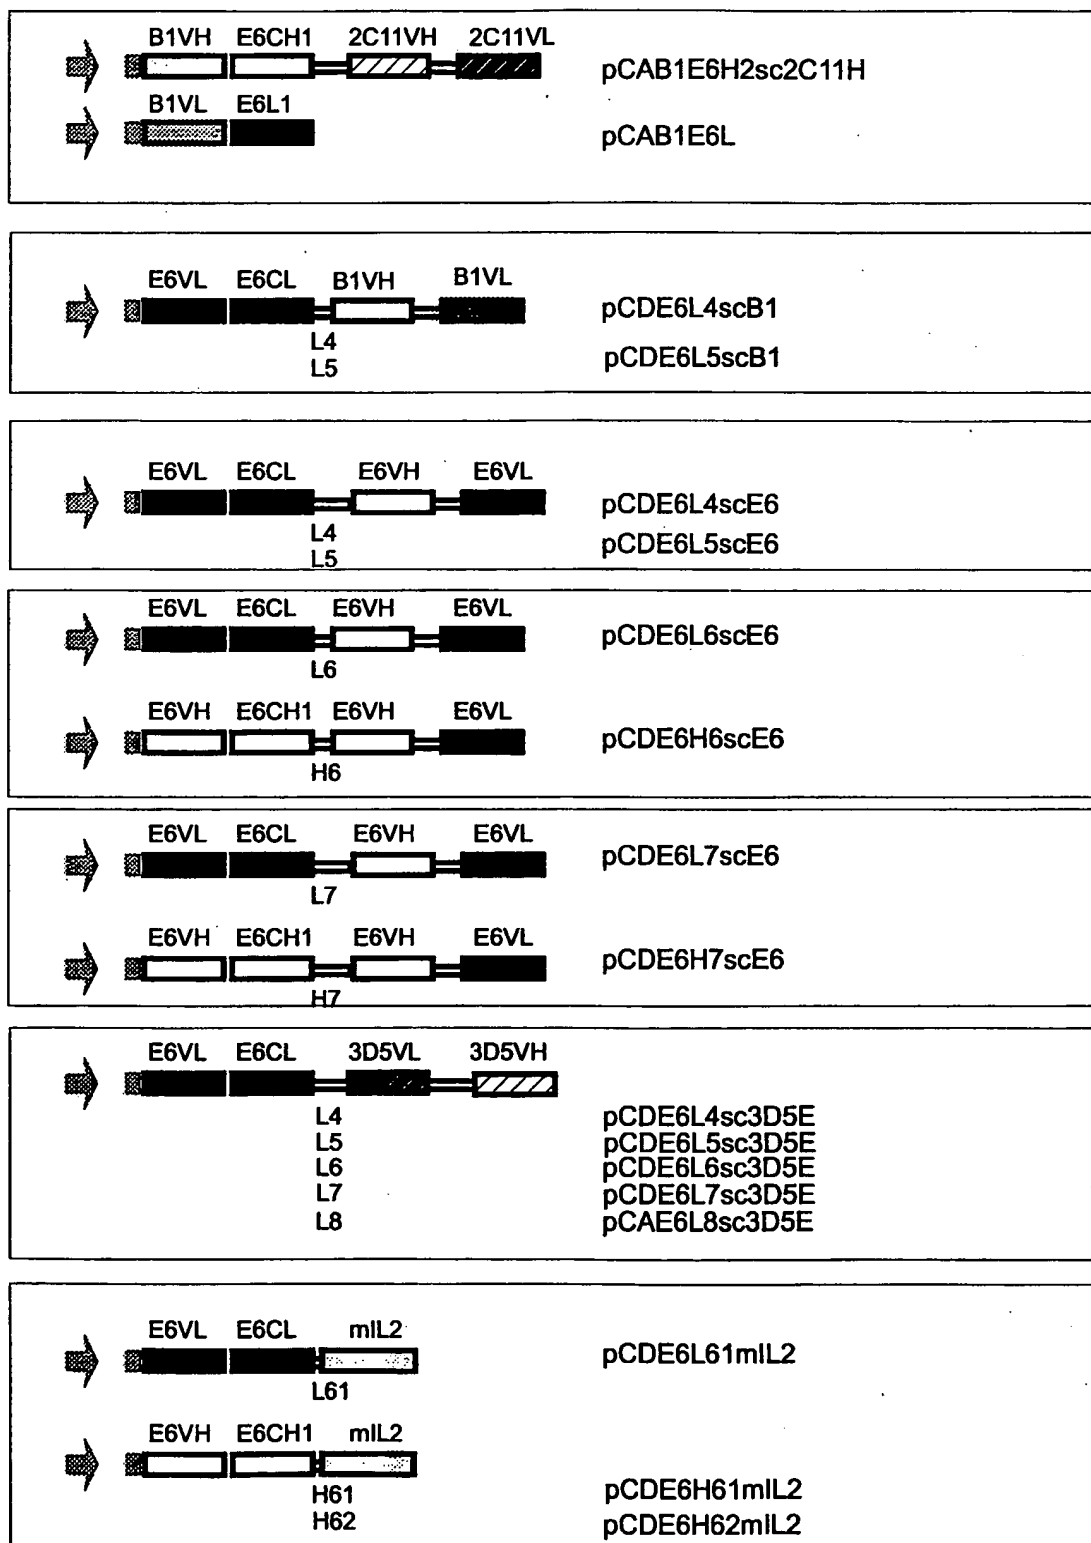 B1VH E6CH1 2C11VH 2C11VL
pCAB1E6H2sc2C11H
B1VL E6L1
pCAB1E6L
E6VL E6CL B1VH B1VL
pCDE6L4scB1
L4
L5
pCDE6L5scB1
E6VL E6CL E6VH E6VL
pCDE6L4scE6
L4
L5
pCDE6L5scE6
E6VL E6CL E6VH E6VL
pCDE6L6scE6
L6
E6VH E6CH1 E6VH E6VL
pCDE6H6scE6
H6
E6VL E6CL E6VH E6VL
pCDE6L7scE6
L7
E6VH E6CH1 E6VH E6VL
pCDE6H7scE6
H7
E6VL E6CL 3D5VL 3D5VH
L4 pCDE6L4sc3D5E
L5 pCDE6L5sc3D5E
L6 pCDE6L6sc3D5E
L7 pCDE6L7sc3D5E
L8 pCAE6L8sc3D5E
E6VL E6CL mIL2
pCDE6L61mIL2
L61
E6VH E6CH1 mIL2
H61 pCDE6H61mIL2
H62 pCDE6H62mIL2